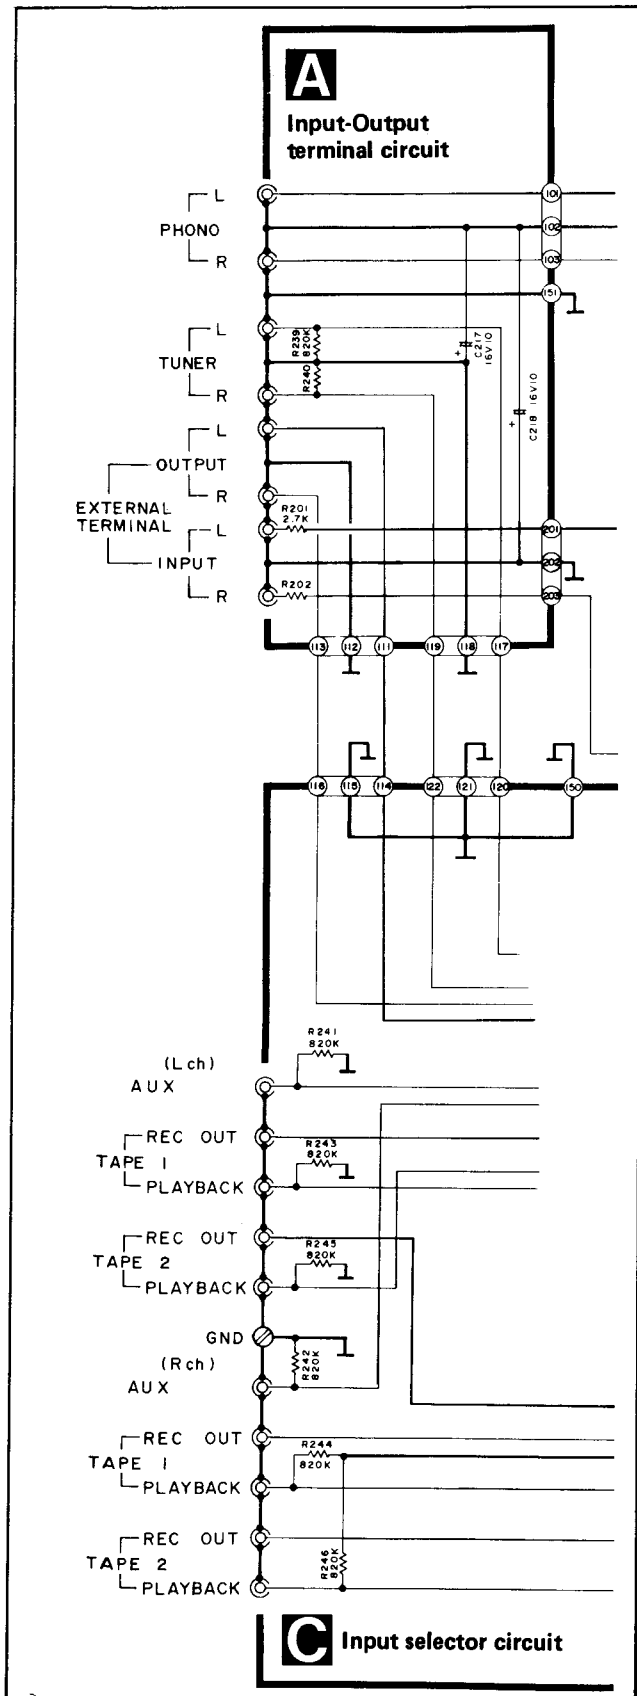 A
Input-Output
terminal circuit
L
PHONO
R
101
102
103
151
L
TUNER
R
R239
820K
R240
C217
16V10
C218 16V10
L
OUTPUT
R
EXTERNAL
TERMINAL
L
INPUT
R
R201
2.7K
R202
201
202
203
113
112
111
119
118
117
116
115
114
122
121
120
150
R241
820K
(Lch)
AUX
REC OUT
TAPE 1
PLAYBACK
R243
820K
REC OUT
TAPE 2
PLAYBACK
R245
820K
GND
(Rch)
AUX
R242
820K
REC OUT
TAPE 1
PLAYBACK
R244
820K
REC OUT
TAPE 2
PLAYBACK
R246
820K
C
Input selector circuit